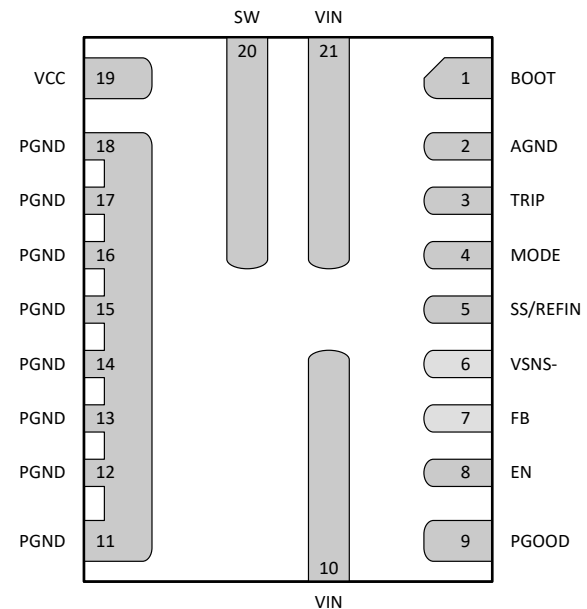 SW VIN
20 21
VCC 19 1 BOOT
PGND 18 2 AGND
PGND 17 3 TRIP
PGND 16 4 MODE
PGND 15 5 SS/REFIN
PGND 14 6 VSNS-
PGND 13 7 FB
PGND 12 8 EN
PGND 11 9 PGOOD
10
VIN